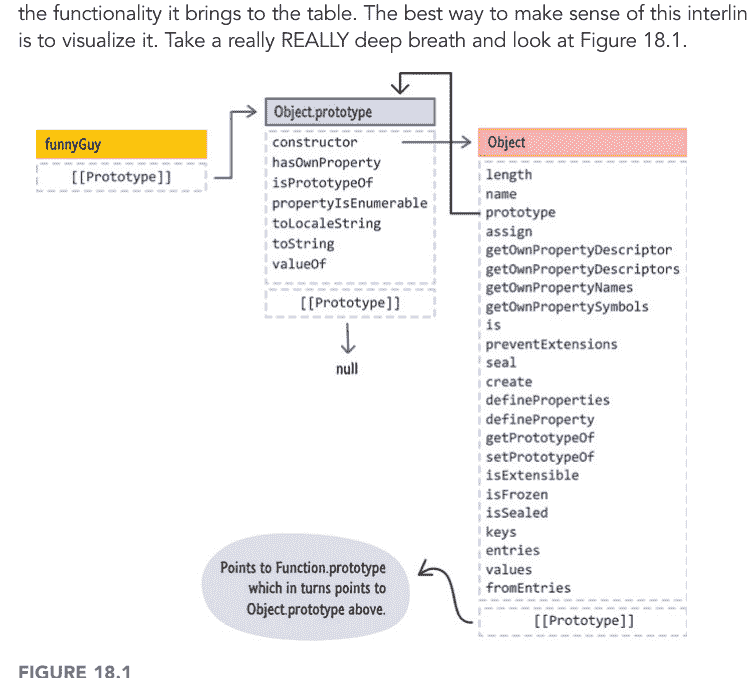 the functionality it brings to the table. The best way to make sense of this interlin
is to visualize it. Take a really REALLY deep breath and look at Figure 18.1.
funnyGuy
[[Prototype]]
Object.prototype
constructor
hasOwnProperty
isPrototypeOf
propertyIsEnumerable
toLocaleString
toString
valueOf
[[Prototype]]
null
Object
length
name
prototype
assign
getOwnPropertyDescriptor
getOwnPropertyDescriptors
getOwnPropertyNames
getOwnPropertySymbols
is
preventExtensions
seal
create
defineProperties
defineProperty
getPrototypeOf
setPrototypeOf
isExtensible
isFrozen
isSealed
keys
entries
values
fromEntries
[[Prototype]]
Points to Function.prototype
which in turns points to
Object.prototype above.
FIGURE 18.1